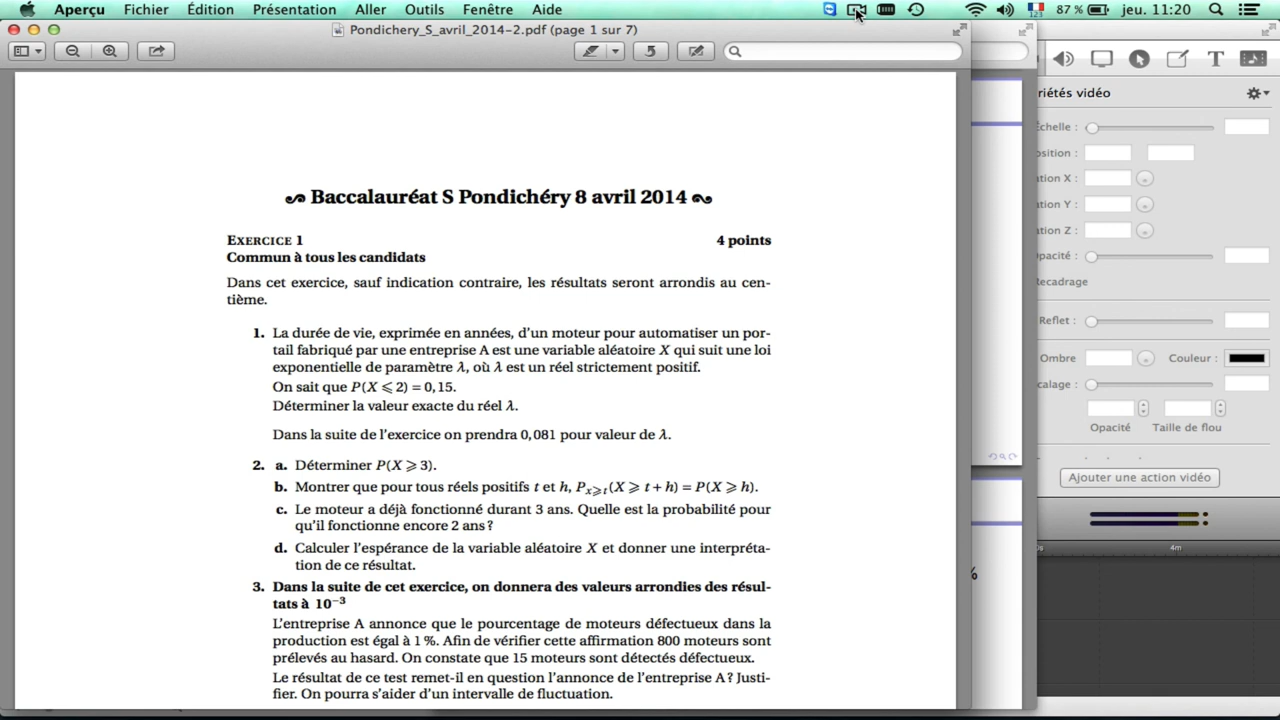 Aperçu Fichier Édition Présentation Aller Outils Fenêtre Aide 123 87 % jeu. 11:20
Pondichery_S_avril_2014-2.pdf (page 1 sur 7)
Baccalauréat S Pondichéry 8 avril 2014
EXERCICE 1 4 points
Commun à tous les candidats
Dans cet exercice, sauf indication contraire, les résultats seront arrondis au cen-
tième.
1. La durée de vie, exprimée en années, d'un moteur pour automatiser un por-
tail fabriqué par une entreprise A est une variable aléatoire X qui suit une loi
exponentielle de paramètre λ, où λ est un réel strictement positif.
On sait que P(X ⩽ 2) = 0,15.
Déterminer la valeur exacte du réel λ.
Dans la suite de l'exercice on prendra 0,081 pour valeur de λ.
2. a. Déterminer P(X ⩾ 3).
b. Montrer que pour tous réels positifs t et h, Pₓ⩾ₜ(X ⩾ t + h) = P(X ⩾ h).
c. Le moteur a déjà fonctionné durant 3 ans. Quelle est la probabilité pour
qu'il fonctionne encore 2 ans ?
d. Calculer l'espérance de la variable aléatoire X et donner une interpréta-
tion de ce résultat.
3. Dans la suite de cet exercice, on donnera des valeurs arrondies des résul-
tats à 10⁻³
L'entreprise A annonce que le pourcentage de moteurs défectueux dans la
production est égal à 1 %. Afin de vérifier cette affirmation 800 moteurs sont
prélevés au hasard. On constate que 15 moteurs sont détectés défectueux.
Le résultat de ce test remet-il en question l'annonce de l'entreprise A ? Justi-
fier. On pourra s'aider d'un intervalle de fluctuation.
%
T
riétés vidéo
Échelle :
osition :
ation X :
ation Y :
ation Z :
Opacité :
Recadrage
Reflet :
Ombre Couleur :
calage :
Opacité Taille de flou
Ajouter une action vidéo
0s 4m